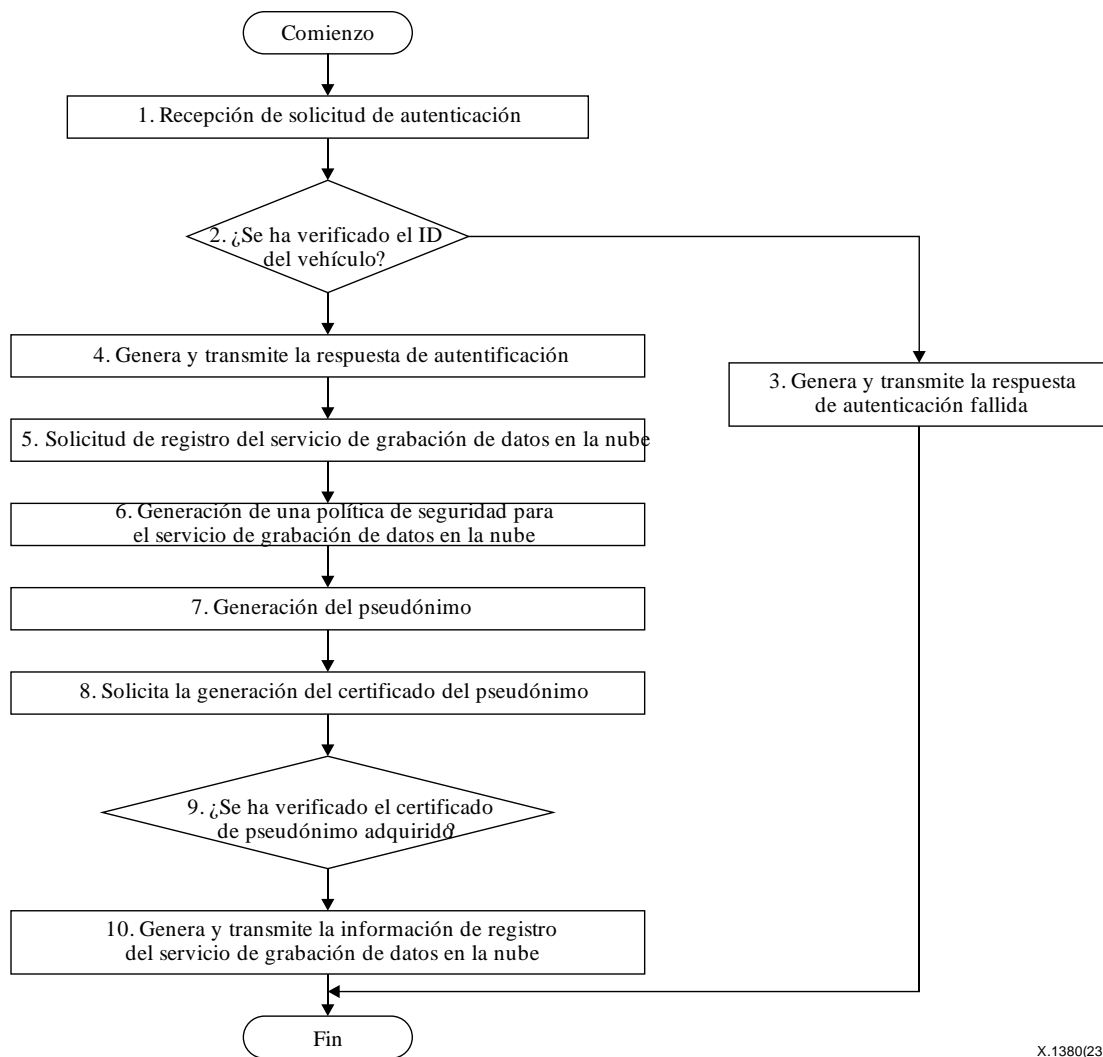 Comienzo
1. Recepción de solicitud de autenticación
2. ¿Se ha verificado el ID
del vehículo?
4. Genera y transmite la respuesta de autentificación
3. Genera y transmite la respuesta
de autenticación fallida
5. Solicitud de registro del servicio de grabación de datos en la nube
6. Generación de una política de seguridad para
el servicio de grabación de datos en la nube
7. Generación del pseudónimo
8. Solicita la generación del certificado del pseudónimo
9. ¿Se ha verificado el certificado
de pseudónimo adquirido?
10. Genera y transmite la información de registro
del servicio de grabación de datos en la nube
Fin
X.1380(23